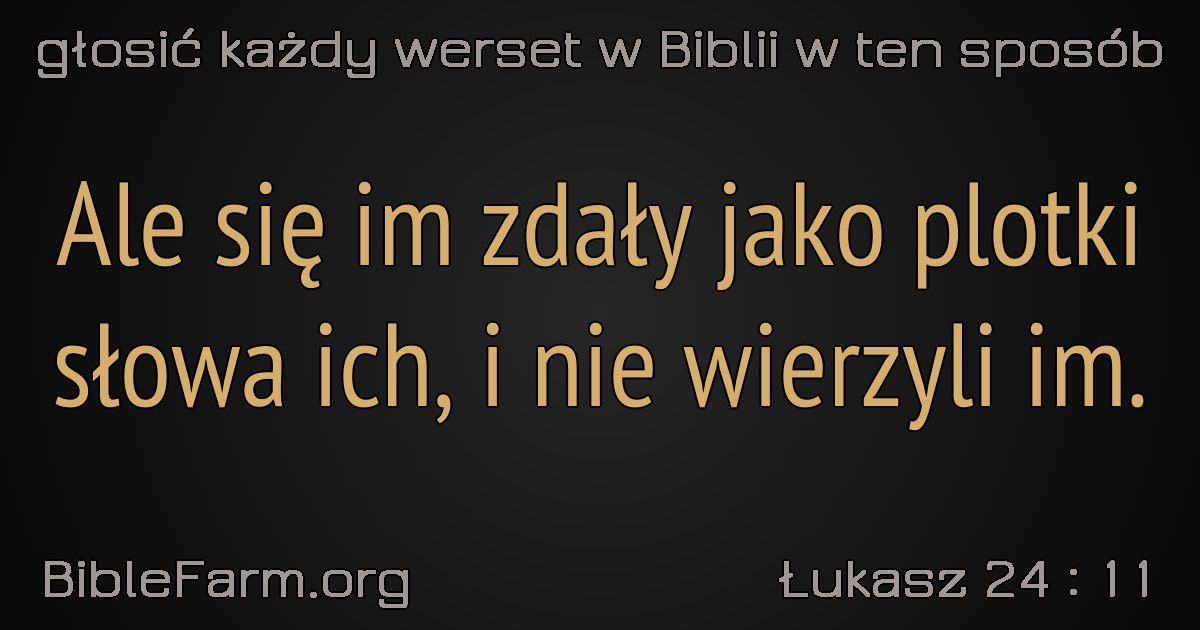 głosić każdy werset w Biblii w ten sposób
Ale się im zdały jako plotki
słowa ich, i nie wierzyli im.
BibleFarm.org
Łukasz 24 : 11